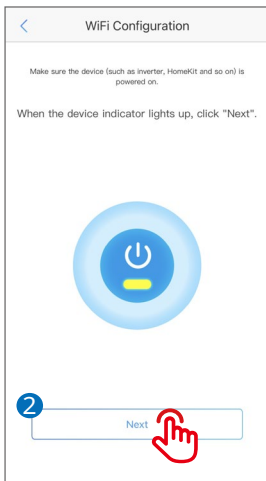 WiFi Configuration
Make sure the device (such as inverter, HomeKit and so on) is
powered on.
When the device indicator lights up, click "Next".
2
Next